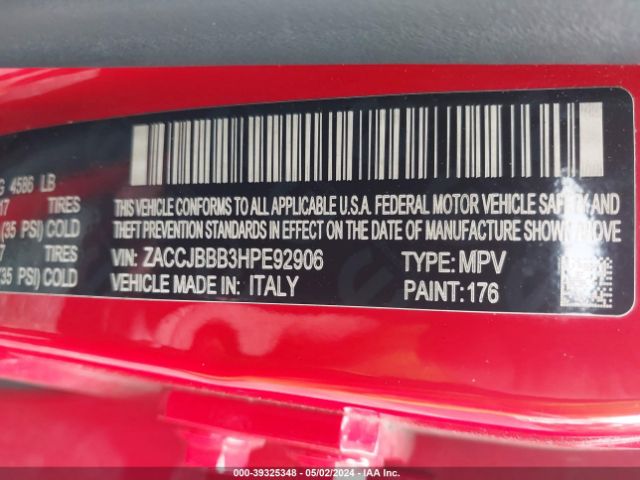 G 4586 LB
17 TIRES
(35 PSI) COLD
7 TIRES
(35 PSI) COLD
THIS VEHICLE CONFORMS TO ALL APPLICABLE U.S.A. FEDERAL MOTOR VEHICLE SAFETY AND
THEFT PREVENTION STANDARDS IN EFFECT ON THE DATE OF MANUFACTURE SHOWN ABOVE.
VIN: ZACCJBBB3HPE92906 TYPE: MPV
VEHICLE MADE IN: ITALY PAINT: 176
000-39325348 - 05/02/2024 - IAA Inc.